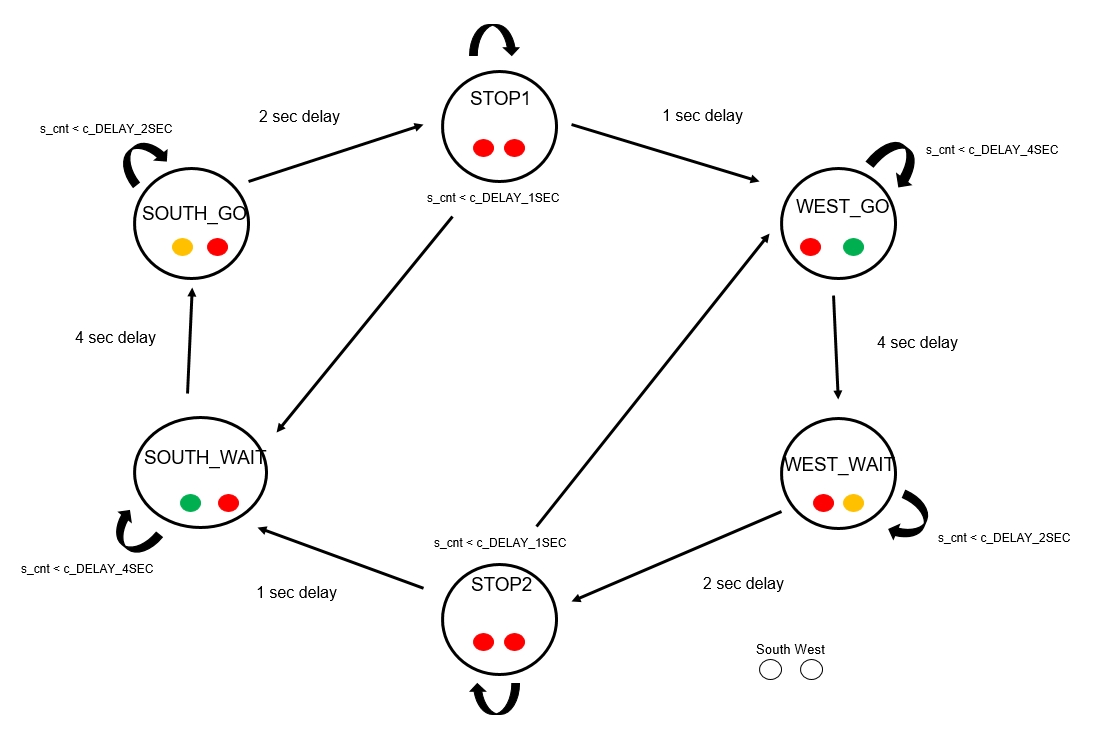 STOP1
2 sec delay
1 sec delay
s_cnt < c_DELAY_2SEC
s_cnt < c_DELAY_4SEC
s_cnt < c_DELAY_1SEC
SOUTH_GO
WEST_GO
4 sec delay
4 sec delay
SOUTH_WAIT
WEST_WAIT
s_cnt < c_DELAY_1SEC
s_cnt < c_DELAY_2SEC
s_cnt < c_DELAY_4SEC
STOP2
1 sec delay
2 sec delay
South West